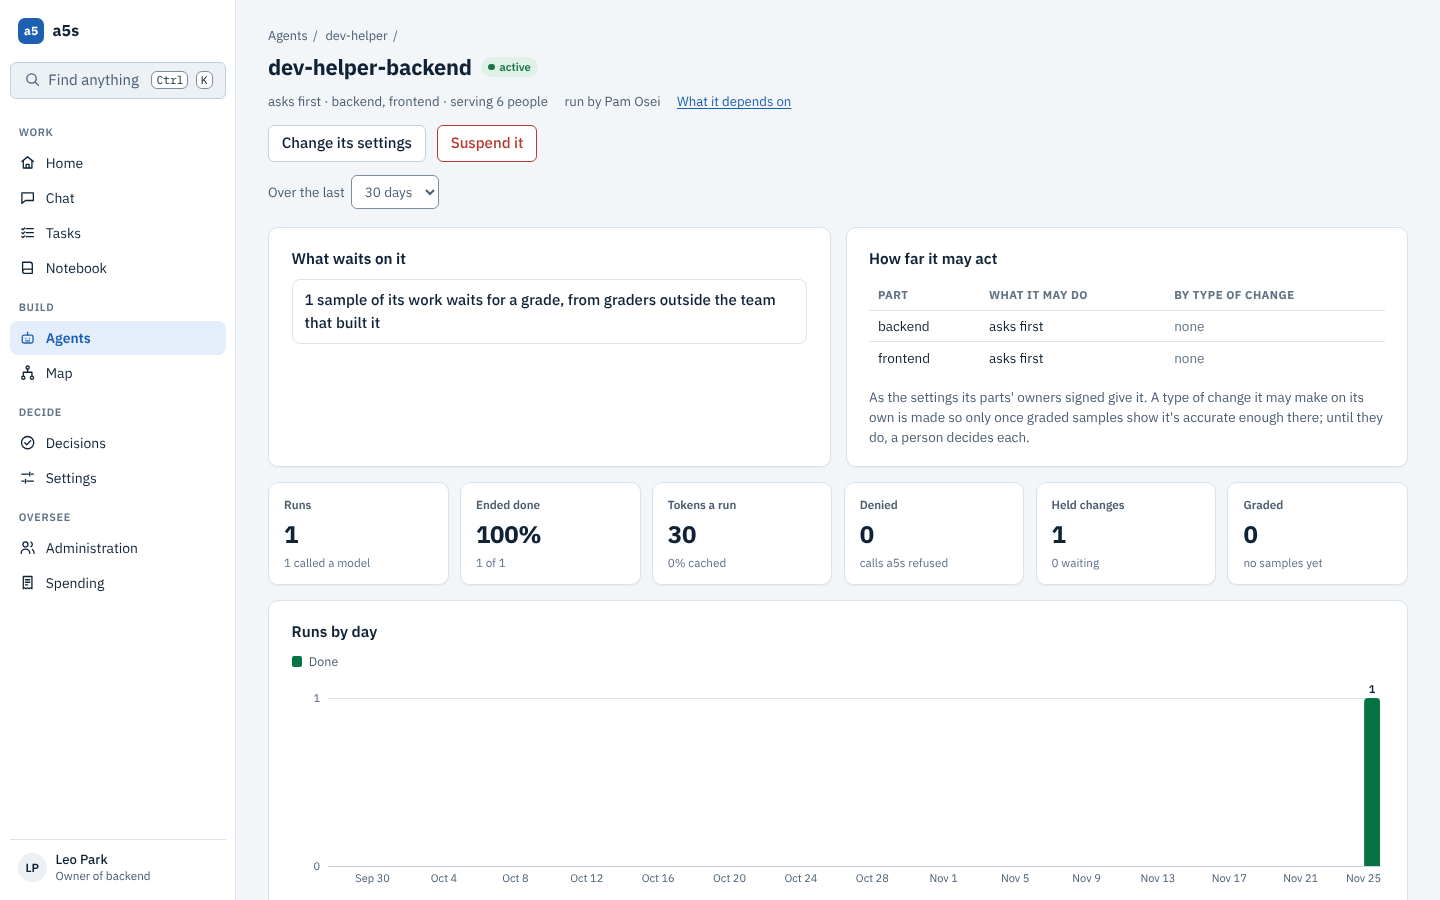 a5 a5s
Find anything Ctrl K
WORK
Home
Chat
Tasks
Notebook
BUILD
Agents
Map
DECIDE
Decisions
Settings
OVERSEE
Administration
Spending
LP Leo Park
Owner of backend
Agents / dev-helper /
dev-helper-backend active
asks first · backend, frontend · serving 6 people run by Pam Osei What it depends on
Change its settings Suspend it
Over the last 30 days
What waits on it
1 sample of its work waits for a grade, from graders outside the team
that built it
How far it may act
PART WHAT IT MAY DO BY TYPE OF CHANGE
backend asks first none
frontend asks first none
As the settings its parts' owners signed give it. A type of change it may make on its
own is made so only once graded samples show it's accurate enough there; until they
do, a person decides each.
Runs
1
1 called a model
Ended done
100%
1 of 1
Tokens a run
30
0% cached
Denied
0
calls a5s refused
Held changes
1
0 waiting
Graded
0
no samples yet
Runs by day
Done
1
1
0
Sep 30 Oct 4 Oct 8 Oct 12 Oct 16 Oct 20 Oct 24 Oct 28 Nov 1 Nov 5 Nov 9 Nov 13 Nov 17 Nov 21 Nov 25